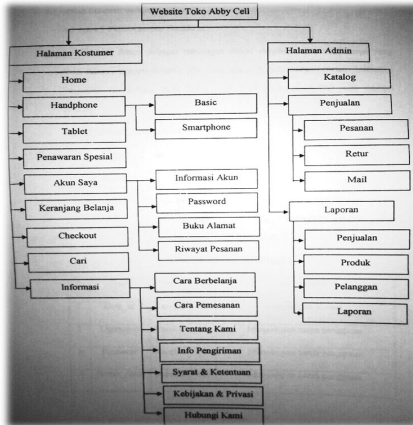 Website Toko Abby Cell
Halaman Kostumer
Home
Handphone
Basic
Smartphone
Tablet
Penawaran Spesial
Akun Saya
Informasi Akun
Password
Buku Alamat
Riwayat Pesanan
Keranjang Belanja
Checkout
Cari
Informasi
Cara Berbelanja
Cara Pemesanan
Tentang Kami
Info Pengiriman
Syarat & Ketentuan
Kebijakan & Privasi
Hubungi Kami
Halaman Admin
Katalog
Penjualan
Pesanan
Retur
Mail
Laporan
Penjualan
Produk
Pelanggan
Laporan